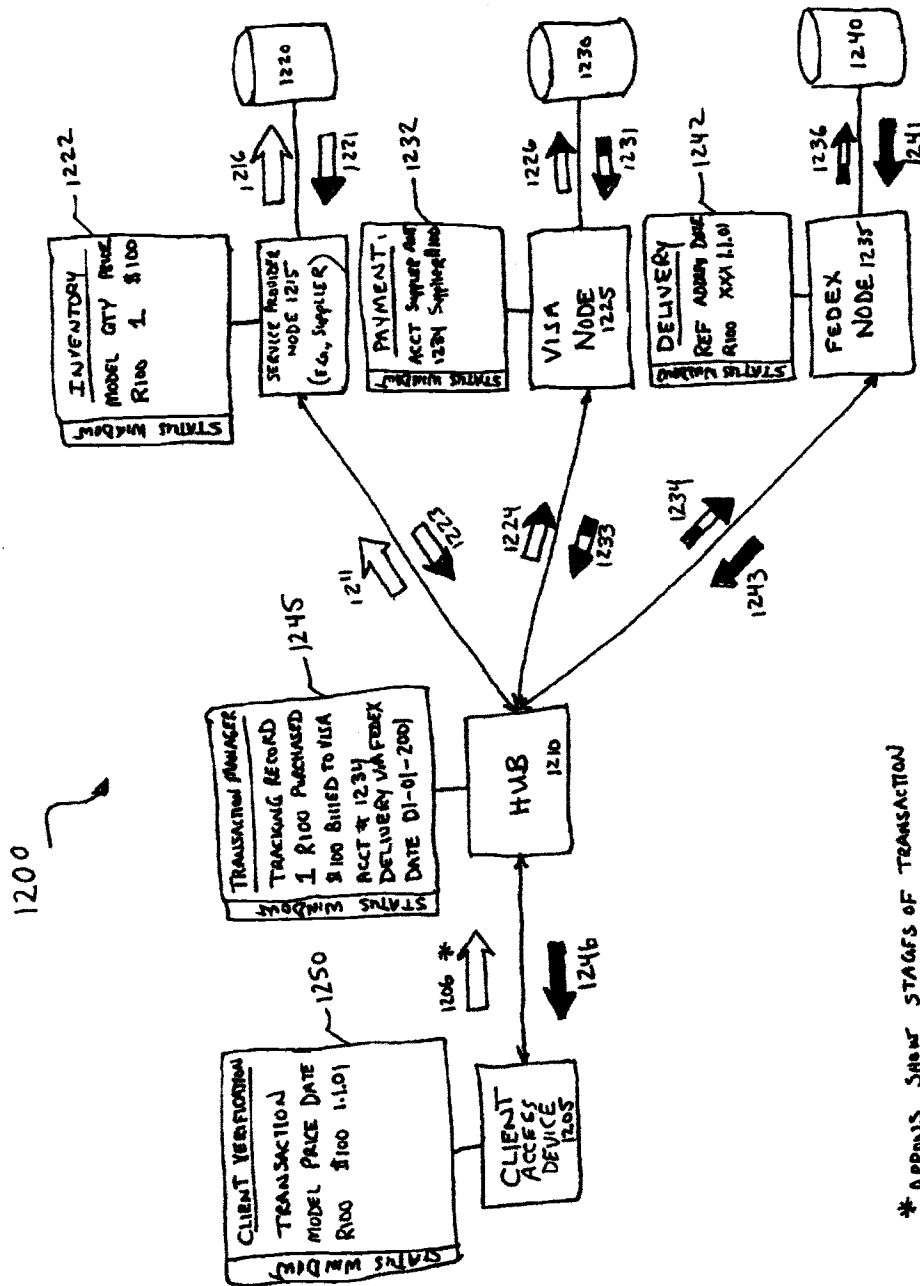 1200
CLIENT VERIFICATION
TRANSACTION
MODEL PRICE DATE
R100 $100 1.1.01
STATUS WINDOW
1250
CLIENT
ACCESS
DEVICE
1205
1206 *
1246
TRANSACTION MANAGER
TRACKING RECORD
1 R100 PURCHASED
$100 BILLED TO VISA
ACCT # 1234
DELIVERY VIA FEDEX
DATE 01-01-2001
STATUS WINDOW
1245
HUB
1210
1211
1223
1224
1233
1234
1243
INVENTORY
MODEL QTY PRICE
R100 1 $100
STATUS WINDOW
1222
SERVICE PROVIDER
NODE 1215
(E.G., SUPPLIER)
1216
1221
1220
PAYMENT:
ACCT SUPPLIER AMT
1234 SUPPLIER $100
STATUS WINDOW
1232
VISA
NODE
1225
1226
1231
1230
DELIVERY
REF ADDRESS DATE
R100 XXX 1.1.01
STATUS WINDOW
1242
FEDEX
NODE 1235
1236
1241
1240
* ARROWS SHOW STAGES OF TRANSACTION